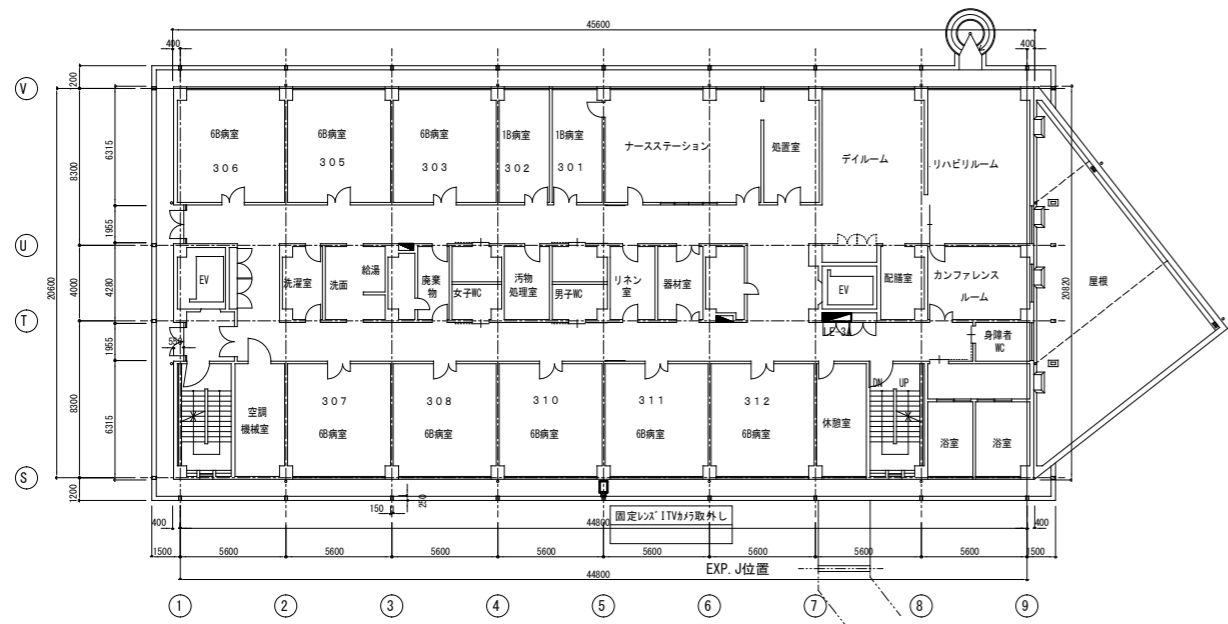 45600
400
400
1200
V
6B病室
6B病室
6B病室
1B病室
1B病室
ナースステーション
処置室
デイルーム
リハビリルーム
306
305
303
302
301
6315
8300
1955
U
EV
洗濯室
洗面
給湯
廃棄
物
女子WC
汚物
処理室
男子WC
リネン
室
器材室
EV
配膳室
カンファレンス
ルーム
屋根
20600
4000
4280
20820
T
LE-3A
身障者
WC
1955
550
307
308
310
311
312
DN
UP
空調
機械室
6B病室
6B病室
6B病室
6B病室
6B病室
休憩室
浴室
浴室
8300
6315
S
1200
150
250
固定レンズITVカメラ取外し
400
44800
400
1500
5600
5600
5600
5600
5600
5600
5600
5600
1500
EXP.J位置
44800
1
2
3
4
5
6
7
8
9